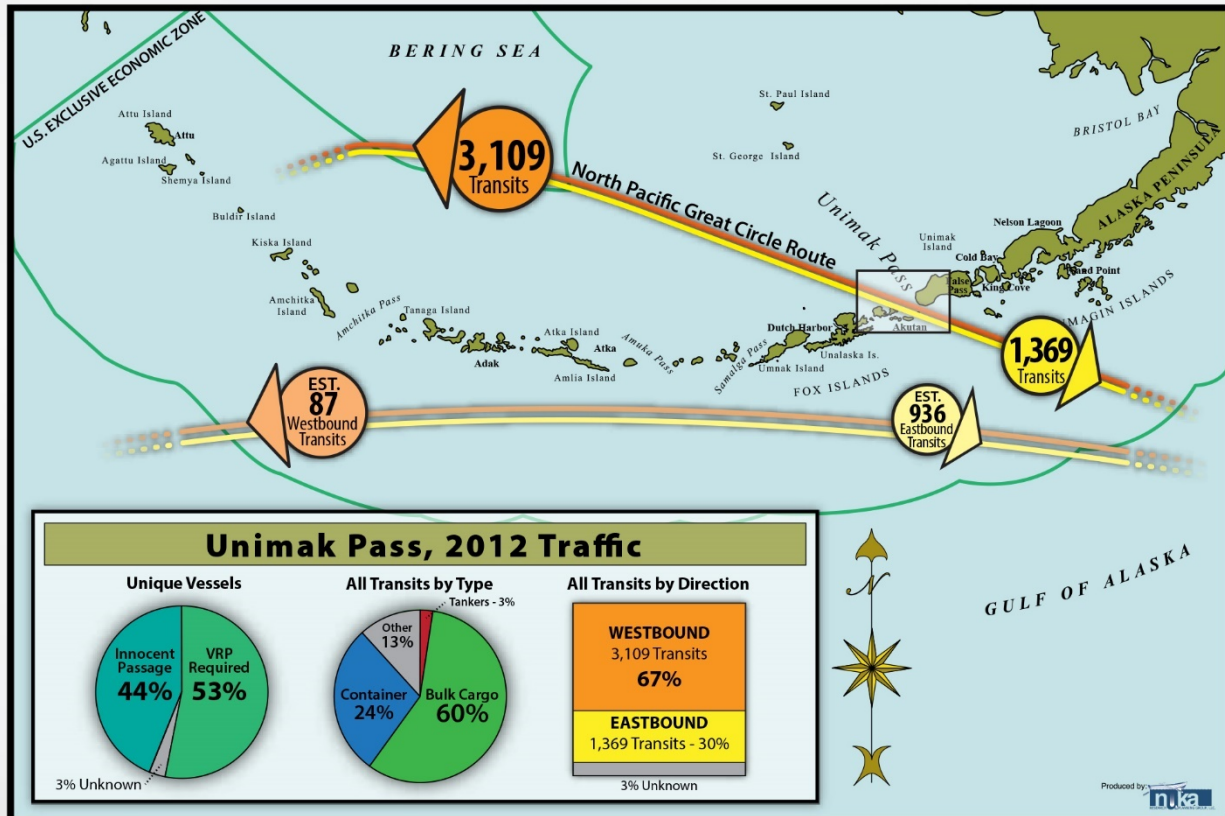 U.S. EXCLUSIVE ECONOMIC ZONE
BERING SEA
Attu Island
Attu
Agattu Island
Shemya Island
Buldir Island
Kiska Island
Amchitka
Island
Amchitka Pass
Tanaga Island
Adak
Atka Island
Atka
Amlia Island
Amuka Pass
Samalga Pass
Dutch Harbor
Umnak Island
Unalaska Is.
FOX ISLANDS
Akutan
St. Paul Island
St. George Island
3,109
Transits
North Pacific Great Circle Route
Unimak Pass
Unimak
Island
False
Pass
Cold Bay
King Cove
Nelson Lagoon
Sand Point
BRISTOL BAY
ALASKA PENINSULA
MAGIN ISLANDS
1,369
Transits
EST.
87
Westbound
Transits
EST.
936
Eastbound
Transits
GULF OF ALASKA
N
Unimak Pass, 2012 Traffic
Unique Vessels
Innocent
Passage
44%
VRP
Required
53%
3% Unknown
All Transits by Type
Tankers - 3%
Other
13%
Container
24%
Bulk Cargo
60%
All Transits by Direction
WESTBOUND
3,109 Transits
67%
EASTBOUND
1,369 Transits - 30%
3% Unknown
Produced by:
nuka